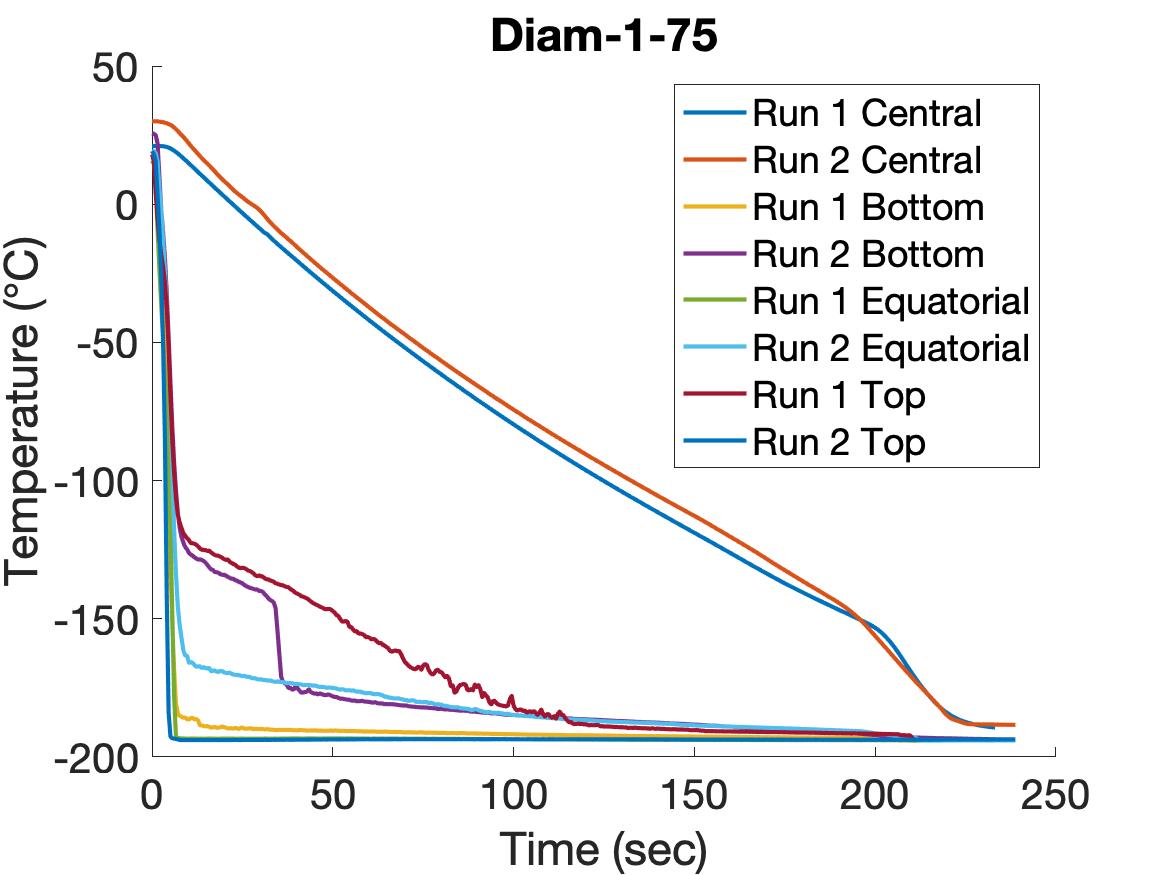 Diam-1-75
50
0
-50
-100
-150
-200
Temperature (°C)
Run 1 Central
Run 2 Central
Run 1 Bottom
Run 2 Bottom
Run 1 Equatorial
Run 2 Equatorial
Run 1 Top
Run 2 Top
0 50 100 150 200 250
Time (sec)